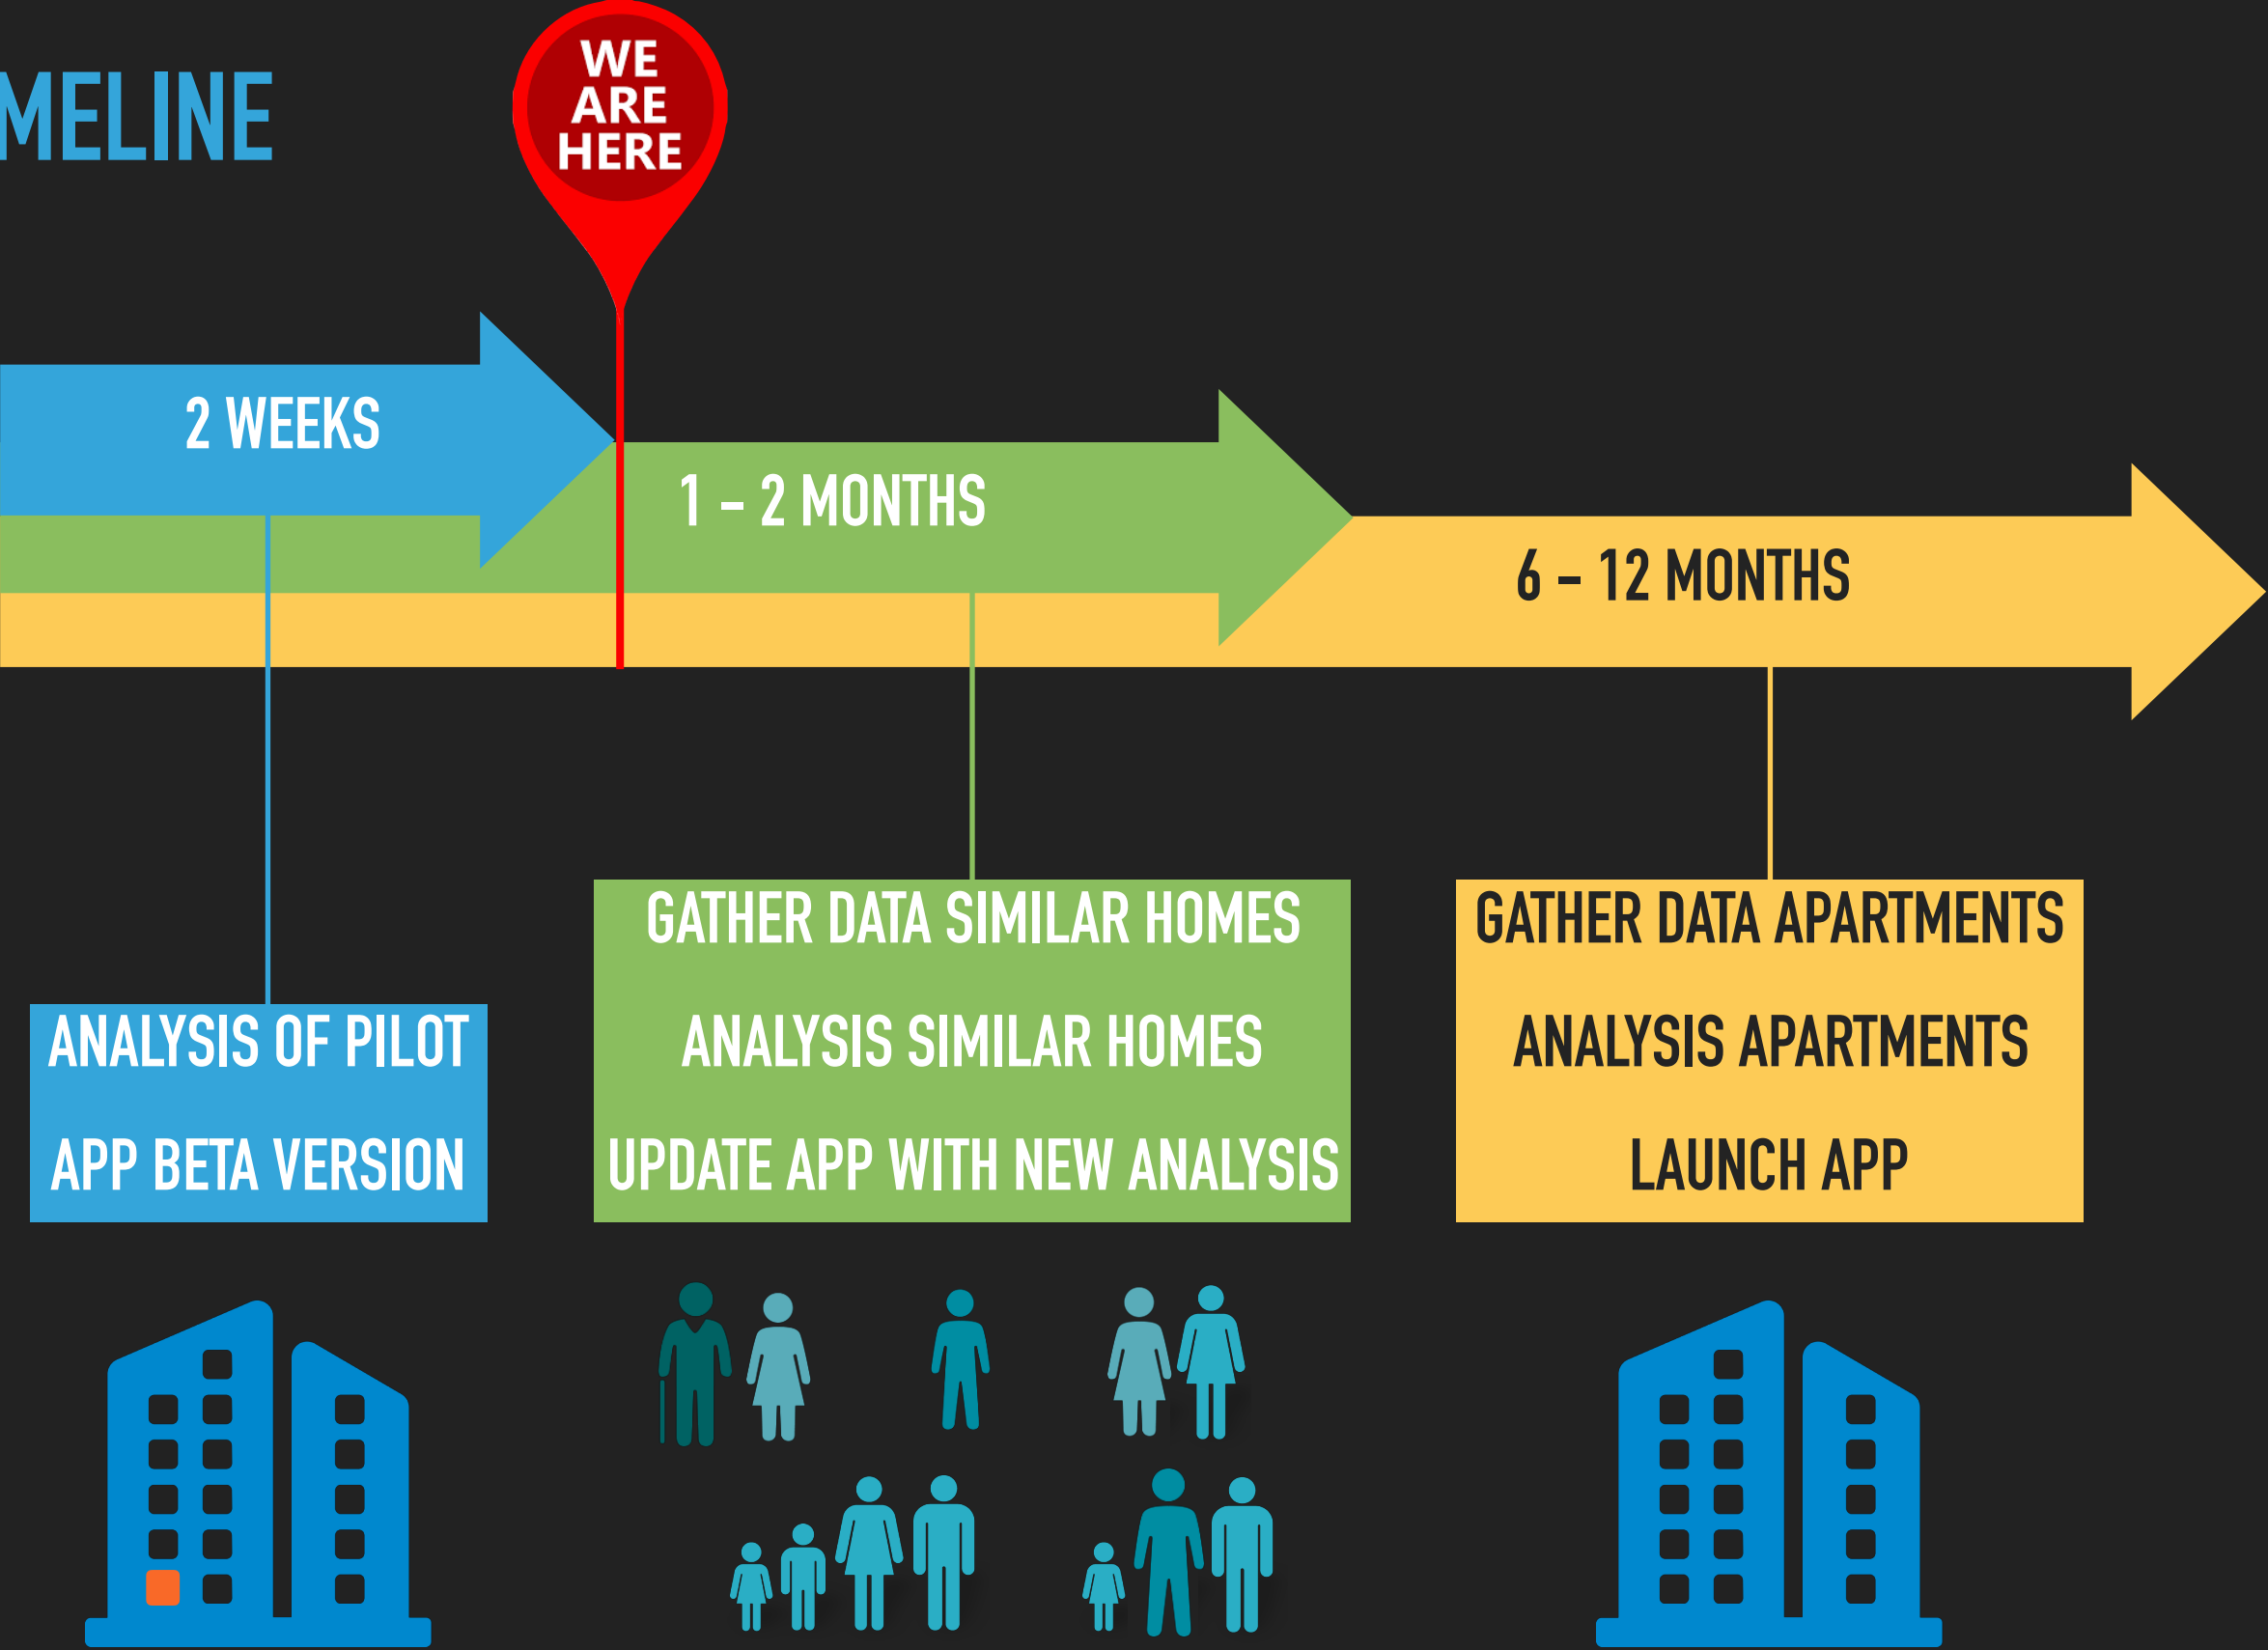 MELINE
WE
ARE
HERE
2 WEEKS
1 - 2 MONTHS
6 - 12 MONTHS
ANALYSIS OF PILOT
APP BETA VERSION
GATHER DATA SIMILAR HOMES
ANALYSIS SIMILAR HOMES
UPDATE APP WITH NEW ANALYSIS
GATHER DATA APARTMENTS
ANALYSIS APARTMENTS
LAUNCH APP